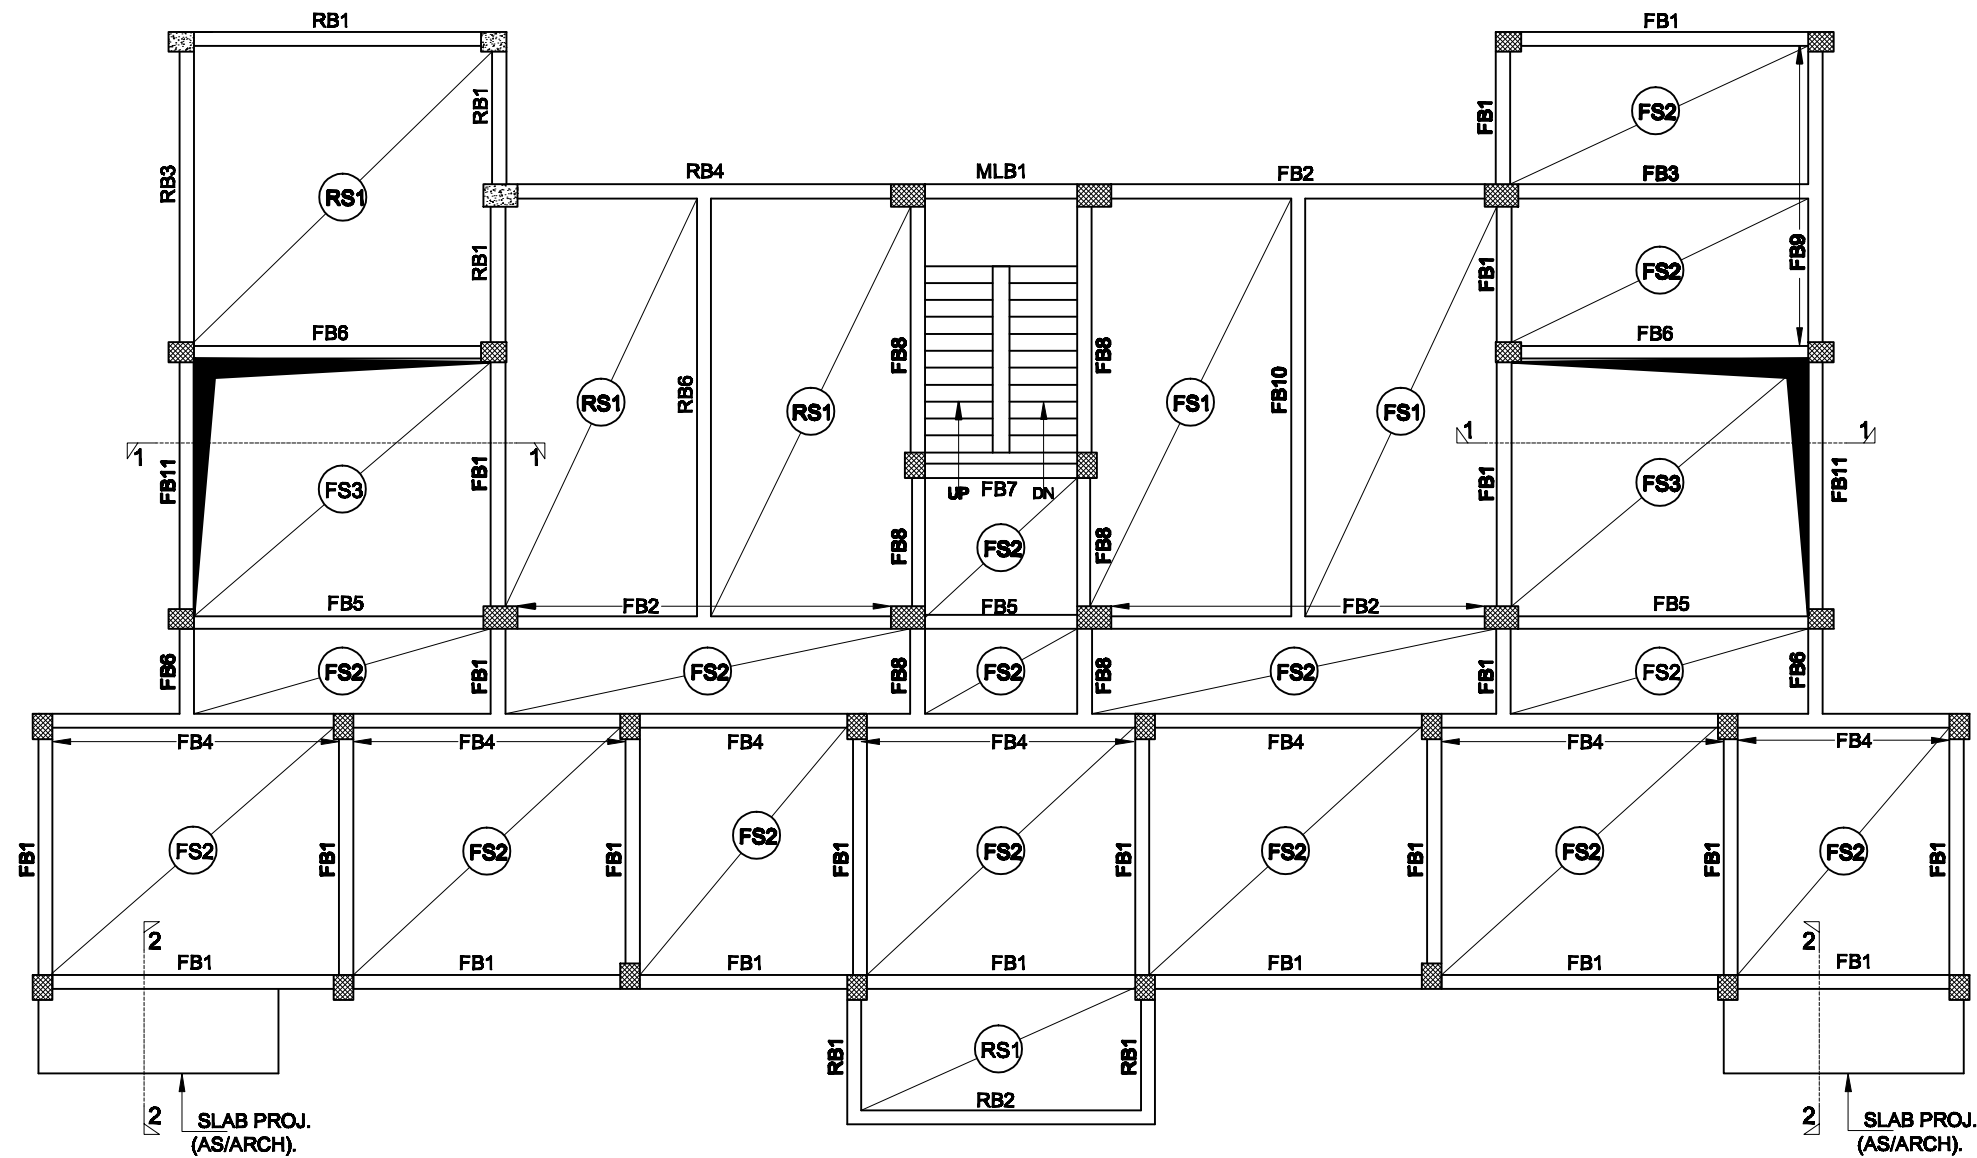 RB1
FB1
RB1
FS2
FB1
RB3
RS1
RB4
MLB1
FB2
FB3
RB1
FB1
FS2
FB9
FB6
FB6
FB8
FB8
RB6
FB10
RS1
RS1
FS1
FS1
1
1
1
1
FB11
FS3
FB1
FB1
FS3
FB11
UP
FB7
DN
FB8
FS2
FB8
FB5
FB2
FB5
FB2
FB5
FB6
FS2
FB1
FS2
FB8
FS2
FB8
FS2
FB1
FS2
FB6
FB4
FB4
FB4
FB4
FB4
FB4
FB4
FB1
FS2
FB1
FS2
FB1
FS2
FB1
FS2
FB1
FS2
FB1
FS2
FB1
FS2
FB1
2
2
FB1
FB1
FB1
FB1
FB1
FB1
FB1
RB1
RS1
RB1
RB2
2
2
SLAB PROJ.
(AS/ARCH).
SLAB PROJ.
(AS/ARCH).